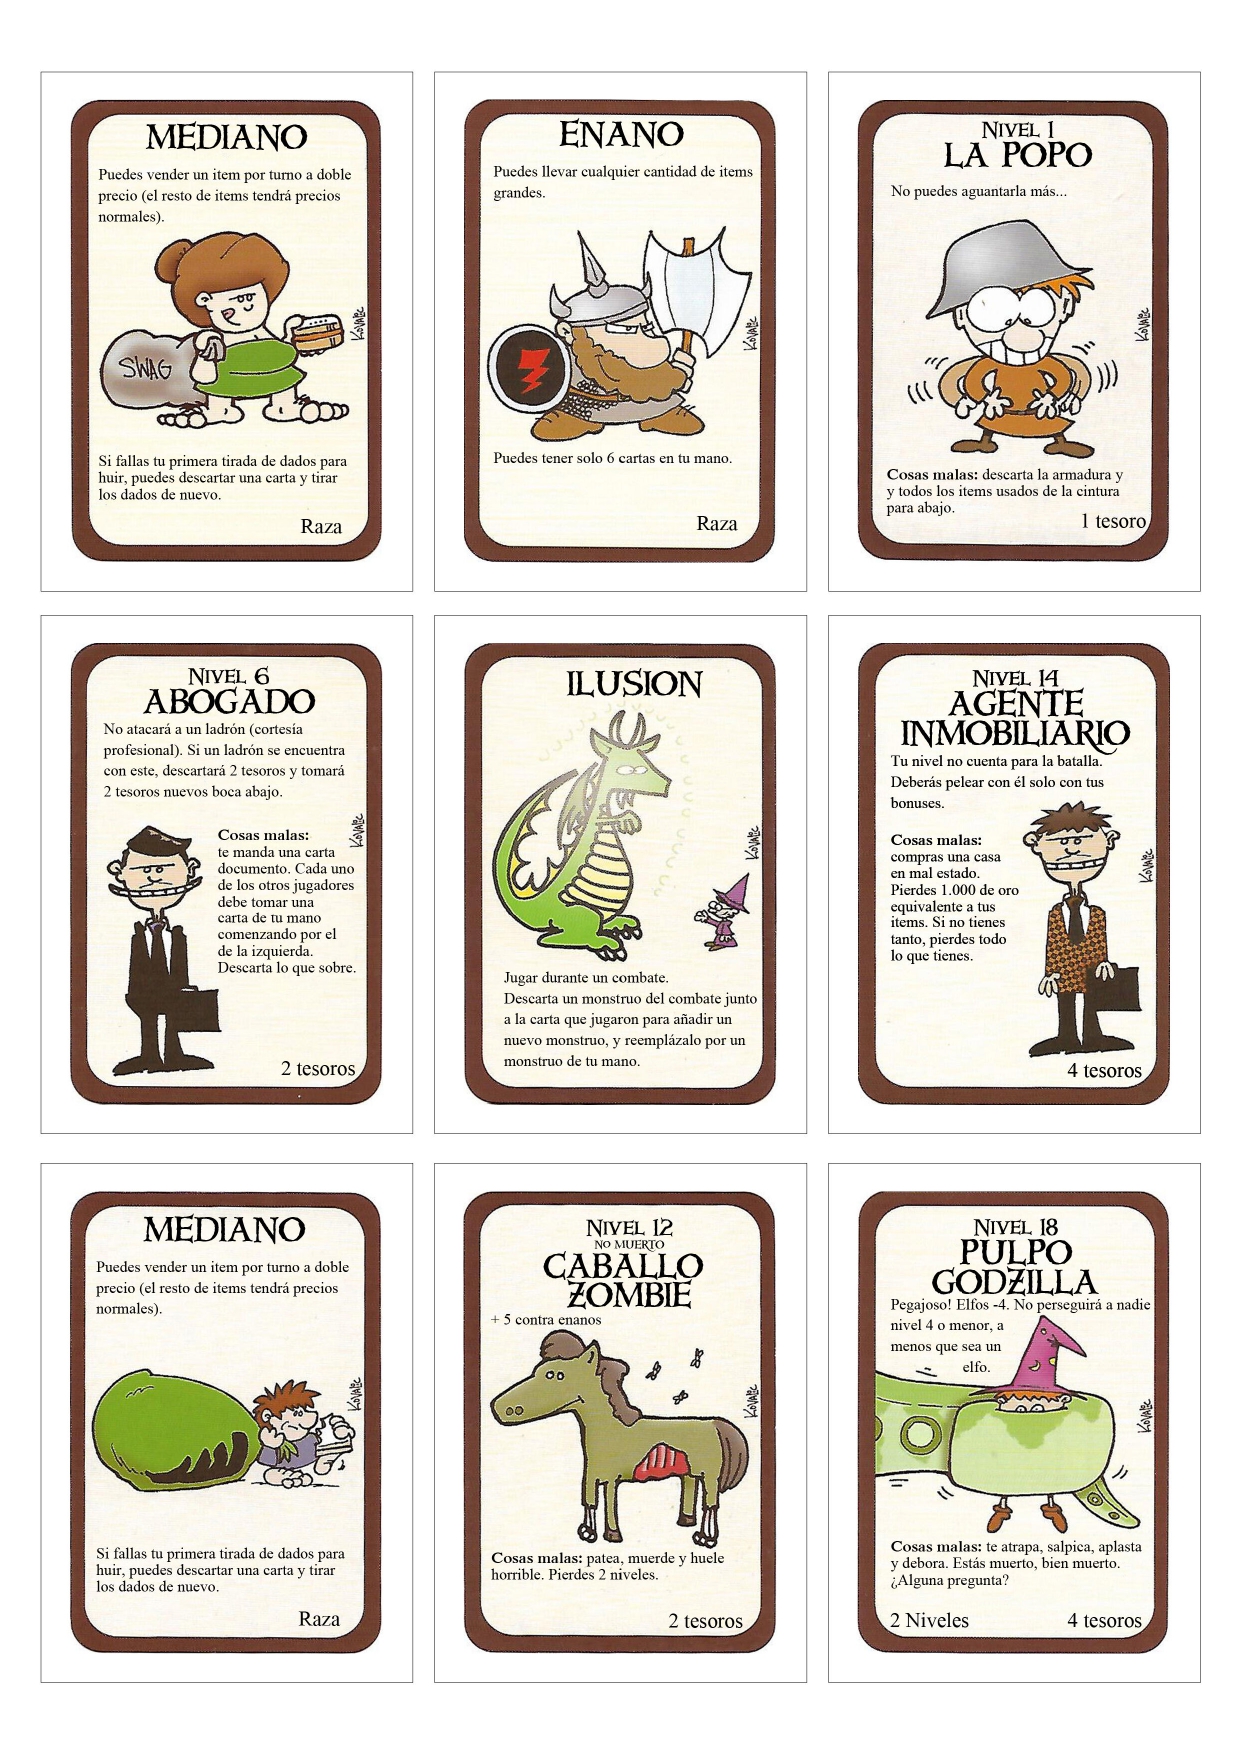 MEDIANO
Puedes vender un item por turno a doble
precio (el resto de items tendrá precios
normales).
SWAG
KOVALIC
Si fallas tu primera tirada de dados para
huir, puedes descartar una carta y tirar
los dados de nuevo.
Raza
ENANO
Puedes llevar cualquier cantidad de items
grandes.
KOVALIC
Puedes tener solo 6 cartas en tu mano.
Raza
NIVEL 1
LA POPO
No puedes aguantarla más...
KOVALIC
Cosas malas: descarta la armadura y
y todos los items usados de la cintura
para abajo.
1 tesoro
NIVEL 6
ABOGADO
No atacará a un ladrón (cortesía
profesional). Si un ladrón se encuentra
con este, descartará 2 tesoros y tomará
2 tesoros nuevos boca abajo.
KOVALIC
Cosas malas:
te manda una carta
documento. Cada uno
de los otros jugadores
debe tomar una
carta de tu mano
comenzando por el
de la izquierda.
Descarta lo que sobre.
2 tesoros
ILUSION
KOVALIC
Jugar durante un combate.
Descarta un monstruo del combate junto
a la carta que jugaron para añadir un
nuevo monstruo, y reemplázalo por un
monstruo de tu mano.
NIVEL 14
AGENTE
INMOBILIARIO
Tu nivel no cuenta para la batalla.
Deberás pelear con él solo con tus
bonuses.
Cosas malas:
compras una casa
en mal estado.
Pierdes 1.000 de oro
equivalente a tus
items. Si no tienes
tanto, pierdes todo
lo que tienes.
KOVALIC
4 tesoros
MEDIANO
Puedes vender un item por turno a doble
precio (el resto de items tendrá precios
normales).
KOVALIC
Si fallas tu primera tirada de dados para
huir, puedes descartar una carta y tirar
los dados de nuevo.
Raza
NIVEL 12
NO MUERTO
CABALLO
ZOMBIE
+ 5 contra enanos
KOVALIC
Cosas malas: patea, muerde y huele
horrible. Pierdes 2 niveles.
2 tesoros
NIVEL 18
PULPO
GODZILLA
Pegajoso! Elfos -4. No perseguirá a nadie
nivel 4 o menor, a
menos que sea un
elfo.
KOVALIC
Cosas malas: te atrapa, salpica, aplasta
y debora. Estás muerto, bien muerto.
¿Alguna pregunta?
2 Niveles
4 tesoros